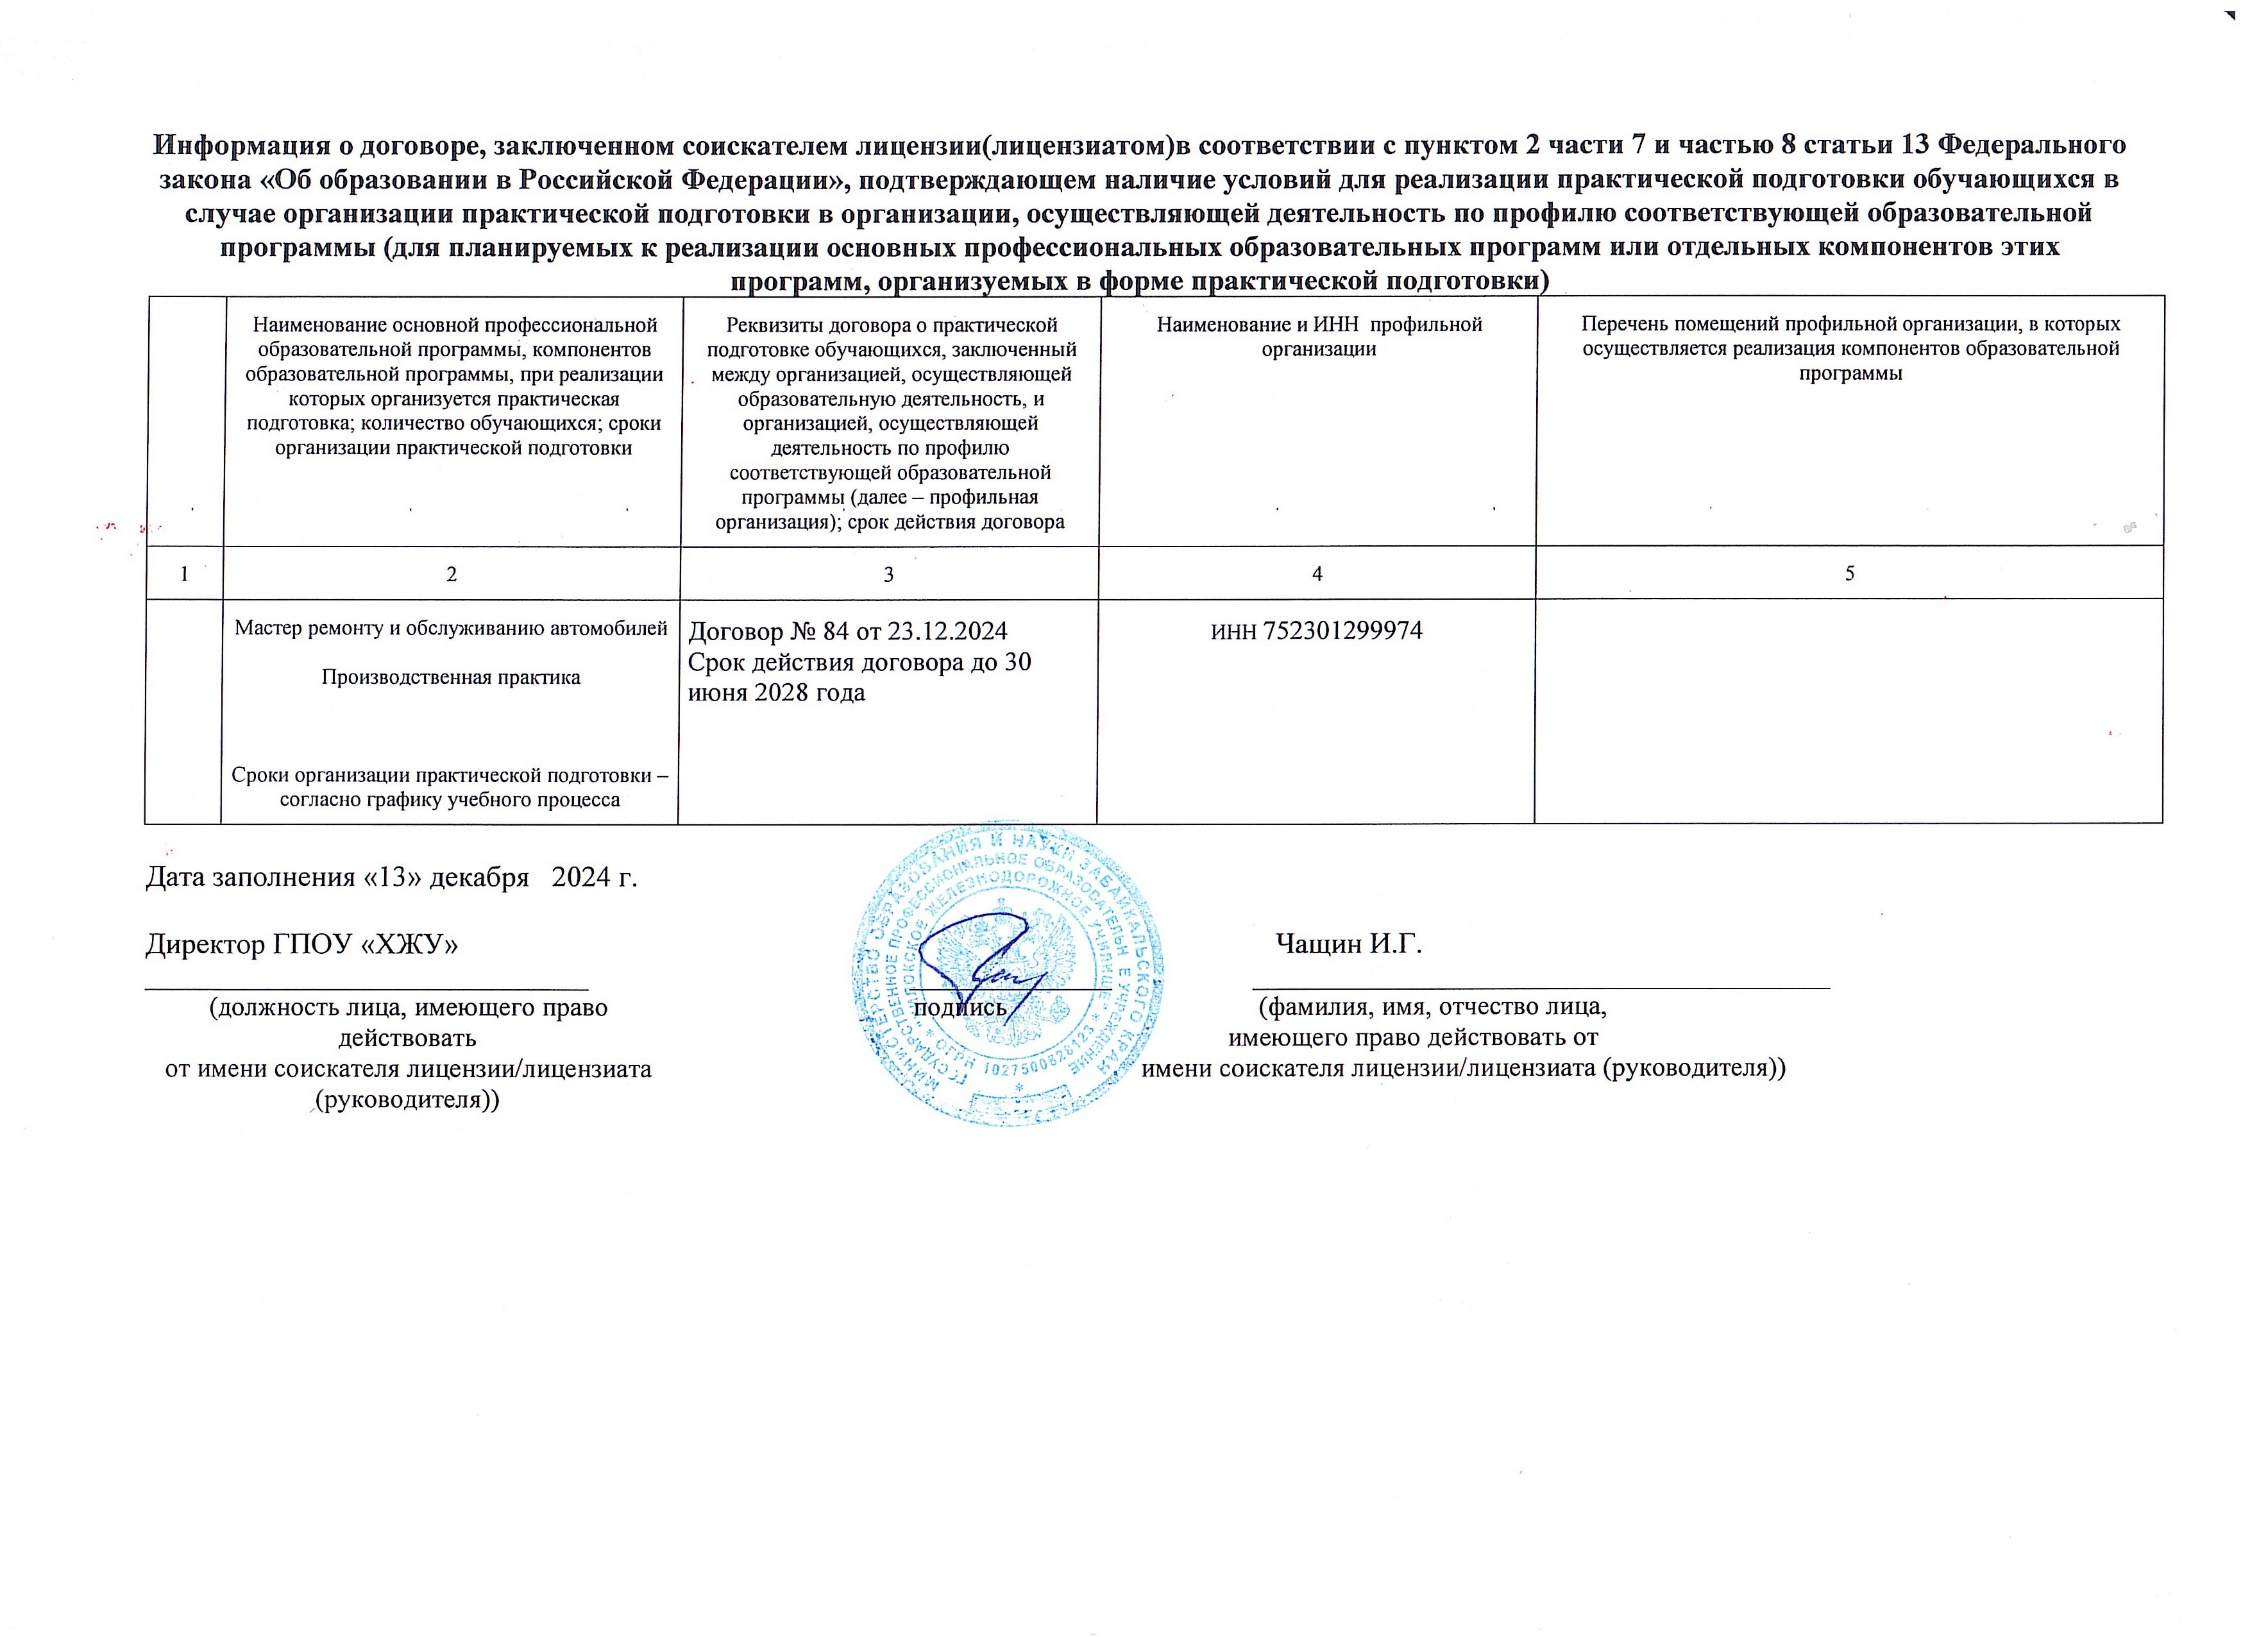 Информация о договоре, заключенном соискателем лицензии(лицензиатом)в соответствии с пунктом 2 части 7 и частью 8 статьи 13 Федерального
закона «Об образовании в Российской Федерации», подтверждающем наличие условий для реализации практической подготовки обучающихся в
случае организации практической подготовки в организации, осуществляющей деятельность по профилю соответствующей образовательной
программы (для планируемых к реализации основных профессиональных образовательных программ или отдельных компонентов этих
программ, организуемых в форме практической подготовки)
Наименование основной профессиональной
образовательной программы, компонентов
образовательной программы, при реализации
которых организуется практическая
подготовка; количество обучающихся; сроки
организации практической подготовки
Реквизиты договора о практической
подготовке обучающихся, заключенный
между организацией, осуществляющей
образовательную деятельность, и
организацией, осуществляющей
деятельность по профилю
соответствующей образовательной
программы (далее – профильная
организация); срок действия договора
Наименование и ИНН профильной
организации
Перечень помещений профильной организации, в которых
осуществляется реализация компонентов образовательной
программы
1
2
3
4
5
Мастер ремонту и обслуживанию автомобилей
Производственная практика
Сроки организации практической подготовки –
согласно графику учебного процесса
Договор № 84 от 23.12.2024
Срок действия договора до 30
июня 2028 года
ИНН 752301299974
Дата заполнения «13» декабря 2024 г.
Директор ГПОУ «ХЖУ»
Чащин И.Г.
(должность лица, имеющего право
действовать
от имени соискателя лицензии/лицензиата
(руководителя))
подпись
(фамилия, имя, отчество лица,
имеющего право действовать от
имени соискателя лицензии/лицензиата (руководителя))
МИНИСТЕРСТВО ОБРАЗОВАНИЯ И НАУКИ ЗАБАЙКАЛЬСКОГО КРАЯ
ЖЕЛЕЗНОДОРОЖНОЕ УЧИЛИЩЕ